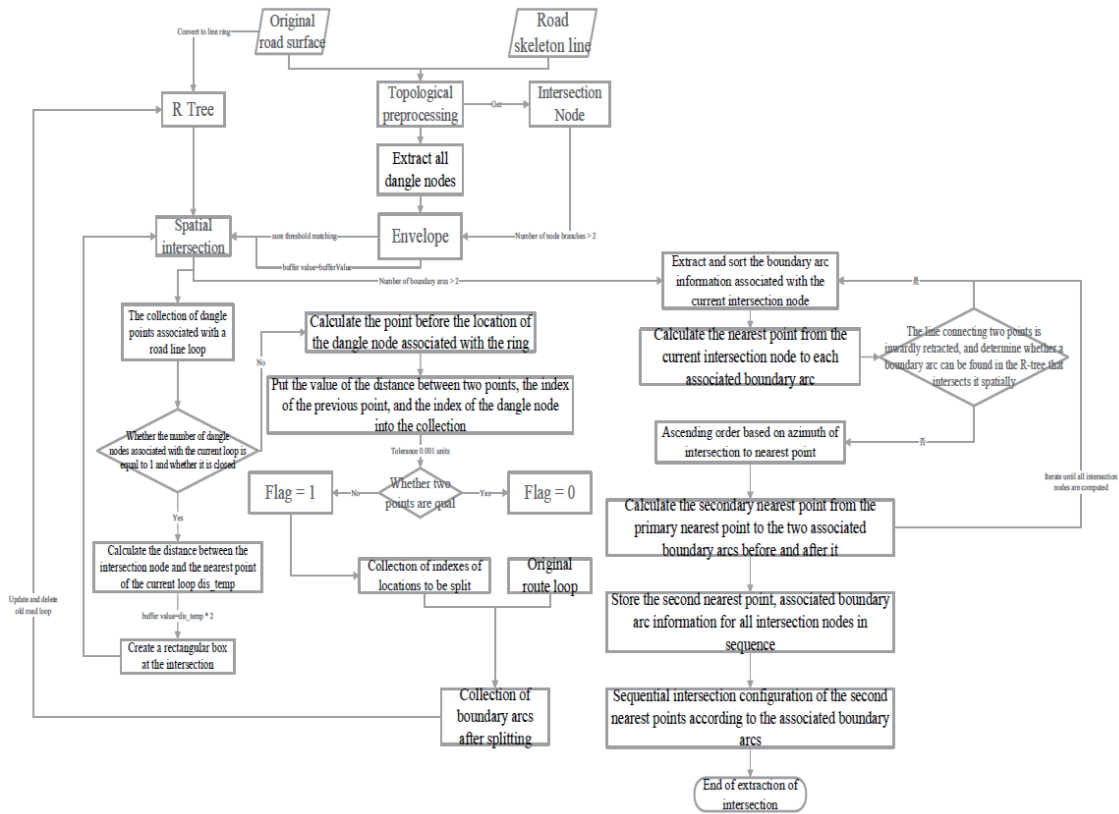 Original
road surface
Road
skeleton line
Convert to line ring
R Tree
Topological
preprocessing
Get
Intersection
Node
Extract all
dangle nodes
Spatial
intersection
sure threshold matching
Envelope
Number of node branches > 2
buffer value=bufferValue
Number of boundary arcs > 2
Extract and sort the boundary arc
information associated with the
current intersection node
是
The collection of dangle
points associated with a
road line loop
Calculate the point before the location of
the dangle node associated with the ring
Calculate the nearest point from the
current intersection node to each
associated boundary arc
The line connecting two points is
inwardly retracted, and determine whether a
boundary arc can be found in the R-tree that
intersects it spatially
No
Put the value of the distance between two points, the index
of the previous point, and the index of the dangle node
into the collection
Whether the number of dangle
nodes associated with the current loop is
equal to 1 and whether it is closed
Ascending order based on azimuth of
intersection to nearest point
否
Tolerance 0.001 units
Flag = 1
No
Whether two
points are qual
Yes
Flag = 0
Iterate until all intersection
nodes are computed
Yes
Calculate the secondary nearest point from the
primary nearest point to the two associated
boundary arcs before and after it
Calculate the distance between the
intersection node and the nearest point
of the current loop dis_temp
Collection of indexes of
locations to be split
Original
route loop
Update and delete
old road loop
buffer value=dis_temp * 2
Store the second nearest point, associated boundary
arc information for all intersection nodes in
sequence
Create a rectangular box
at the intersection
Collection of
boundary arcs
after splitting
Sequential intersection configuration of the second
nearest points according to the associated boundary
arcs
End of extraction of
intersection